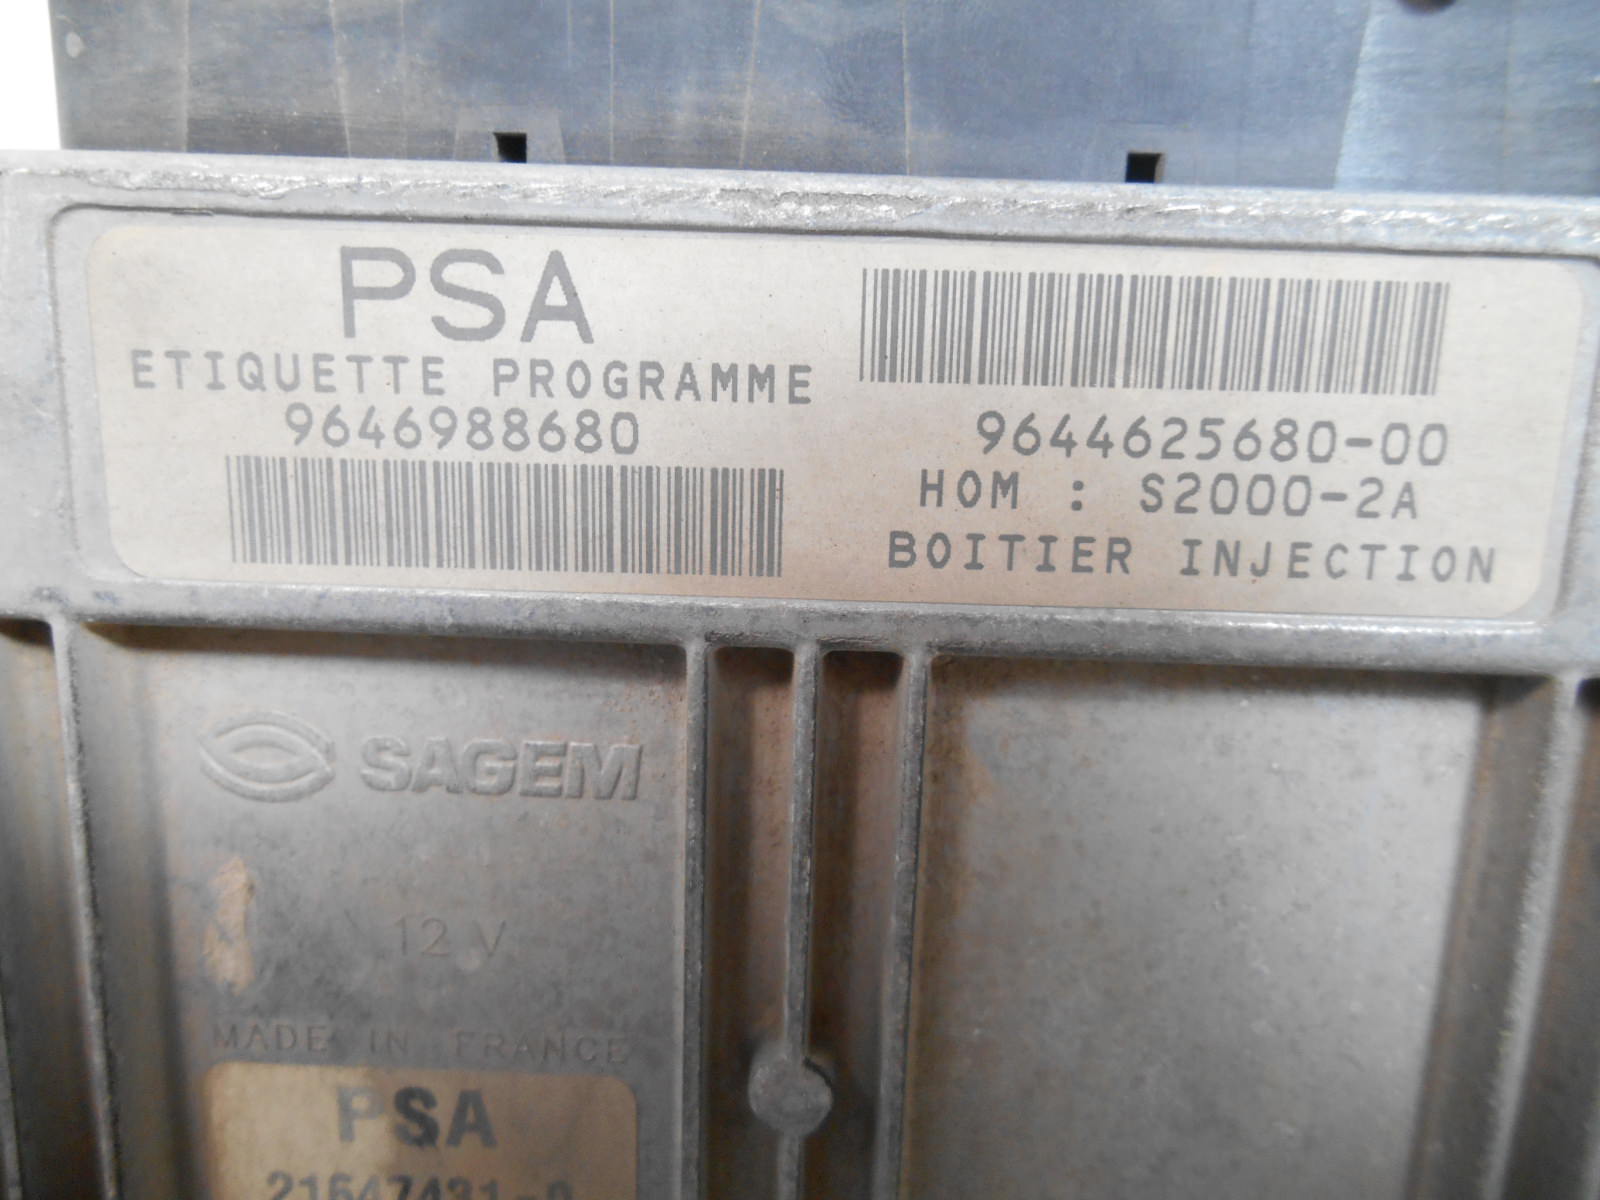 PSA
ETIQUETTE PROGRAMME
9646988680
9644625680-00
HOM : S2000-2A
BOITIER INJECTION
SAGEM
12 V
MADE IN FRANCE
PSA